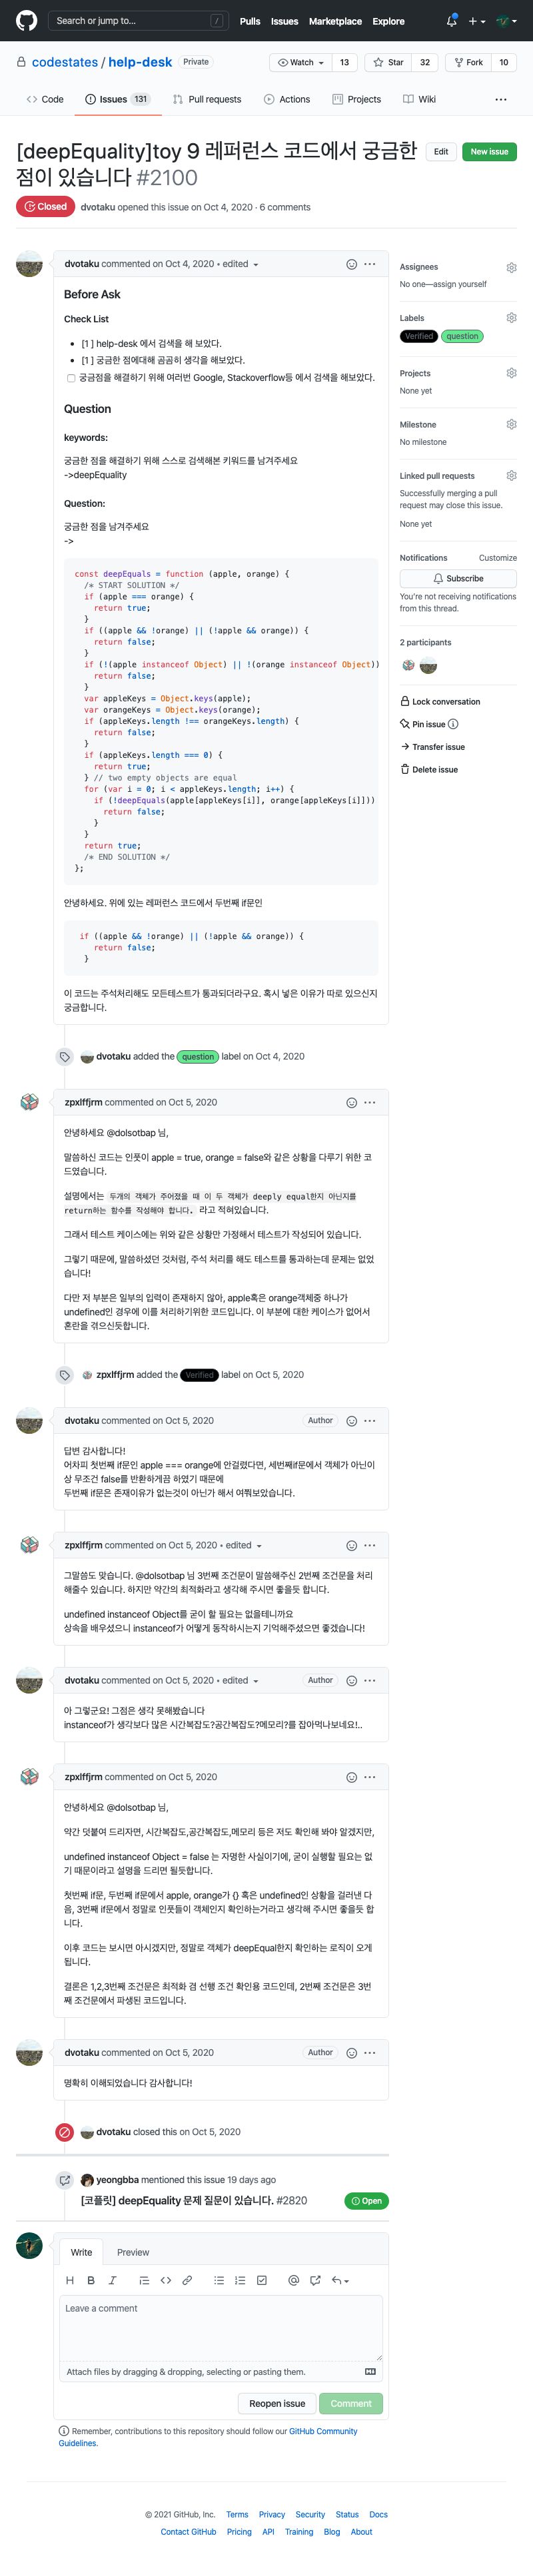 Search or jump to... /
Pulls Issues Marketplace Explore
codestates / help-desk Private
Watch 13 Star 32 Fork 10
Code Issues 131 Pull requests Actions Projects Wiki ...
[deepEquality]toy 9 레퍼런스 코드에서 궁금한
점이 있습니다 #2100
Edit New issue
Closed dvotaku opened this issue on Oct 4, 2020 · 6 comments
dvotaku commented on Oct 4, 2020 • edited
Before Ask
Check List
• [1 ] help-desk 에서 검색을 해 보았다.
• [1 ] 궁금한 점에대해 곰곰히 생각을 해보았다.
궁금점을 해결하기 위해 여러번 Google, Stackoverflow등 에서 검색을 해보았다.
Question
keywords:
궁금한 점을 해결하기 위해 스스로 검색해본 키워드를 남겨주세요
->deepEquality
Question:
궁금한 점을 남겨주세요
->
const deepEquals = function (apple, orange) {
/* START SOLUTION */
if (apple === orange) {
return true;
}
if ((apple && !orange) || (!apple && orange)) {
return false;
}
if (!(apple instanceof Object) || !(orange instanceof Object))
return false;
}
var appleKeys = Object.keys(apple);
var orangeKeys = Object.keys(orange);
if (appleKeys.length !== orangeKeys.length) {
return false;
}
if (appleKeys.length === 0) {
return true;
} // two empty objects are equal
for (var i = 0; i < appleKeys.length; i++) {
if (!deepEquals(apple[appleKeys[i]], orange[appleKeys[i]]))
return false;
}
}
return true;
/* END SOLUTION */
};
안녕하세요. 위에 있는 레퍼런스 코드에서 두번째 if문인
if ((apple && !orange) || (!apple && orange)) {
return false;
}
이 코드는 주석처리해도 모든테스트가 통과되더라구요. 혹시 넣은 이유가 따로 있으신지
궁금합니다.
dvotaku added the question label on Oct 4, 2020
zpxlffjrm commented on Oct 5, 2020
안녕하세요 @dolsotbap 님,
말씀하신 코드는 인풋이 apple = true, orange = false와 같은 상황을 다루기 위한 코
드였습니다.
설명에서는 두개의 객체가 주어졌을 때 이 두 객체가 deeply equal한지 아닌지를
return하는 함수를 작성해야 합니다. 라고 적혀있습니다.
그래서 테스트 케이스에는 위와 같은 상황만 가정해서 테스트가 작성되어 있습니다.
그렇기 때문에, 말씀하셨던 것처럼, 주석 처리를 해도 테스트를 통과하는데 문제는 없었
습니다!
다만 저 부분은 일부의 입력이 존재하지 않아, apple혹은 orange객체중 하나가
undefined인 경우에 이를 처리하기위한 코드입니다. 이 부분에 대한 케이스가 없어서
혼란을 겪으신듯합니다.
zpxlffjrm added the Verified label on Oct 5, 2020
dvotaku commented on Oct 5, 2020 Author
답변 감사합니다!
어차피 첫번째 if문인 apple === orange에 안걸렸다면, 세번째if문에서 객체가 아닌이
상 무조건 false를 반환하게끔 하였기 때문에
두번째 if문은 존재이유가 없는것이 아닌가 해서 여쭤보았습니다.
zpxlffjrm commented on Oct 5, 2020 • edited
그말씀도 맞습니다. @dolsotbap 님 3번째 조건문이 말씀해주신 2번째 조건문을 처리
해줄수 있습니다. 하지만 약간의 최적화라고 생각해 주시면 좋을듯 합니다.
undefined instanceof Object를 굳이 할 필요는 없을테니까요
상속을 배우셨으니 instanceof가 어떻게 동작하시는지 기억해주셨으면 좋겠습니다!
dvotaku commented on Oct 5, 2020 • edited Author
아 그렇군요! 그점은 생각 못해봤습니다
instanceof가 생각보다 많은 시간복잡도?공간복잡도?메모리?를 잡아먹나보네요!..
zpxlffjrm commented on Oct 5, 2020
안녕하세요 @dolsotbap 님,
약간 덧붙여 드리자면, 시간복잡도,공간복잡도,메모리 등은 저도 확인해 봐야 알겠지만,
undefined instanceof Object = false 는 자명한 사실이기에, 굳이 실행할 필요는 없
기 때문이라고 설명을 드리면 될듯합니다.
첫번째 if문, 두번째 if문에서 apple, orange가 {} 혹은 undefined인 상황을 걸러낸 다
음, 3번째 if문에서 정말로 인풋들이 객체인지 확인하는거라고 생각해 주시면 좋을듯 합니
다.
이후 코드는 보시면 아시겠지만, 정말로 객체가 deepEqual한지 확인하는 로직이 오게
됩니다.
결론은 1,2,3번째 조건문은 최적화 겸 선행 조건 확인용 코드인데, 2번째 조건문은 3번
째 조건문에서 파생된 코드입니다.
dvotaku commented on Oct 5, 2020 Author
명확히 이해되었습니다 감사합니다!
dvotaku closed this on Oct 5, 2020
yeongbba mentioned this issue 19 days ago
[코플릿] deepEquality 문제 질문이 있습니다. #2820 Open
Write Preview
Leave a comment
Attach files by dragging & dropping, selecting or pasting them.
Reopen issue Comment
Remember, contributions to this repository should follow our GitHub Community
Guidelines.
Assignees
No one—assign yourself
Labels
Verified question
Projects
None yet
Milestone
No milestone
Linked pull requests
Successfully merging a pull
request may close this issue.
None yet
Notifications Customize
Subscribe
You're not receiving notifications
from this thread.
2 participants
Lock conversation
Pin issue
Transfer issue
Delete issue
© 2021 GitHub, Inc. Terms Privacy Security Status Docs
Contact GitHub Pricing API Training Blog About